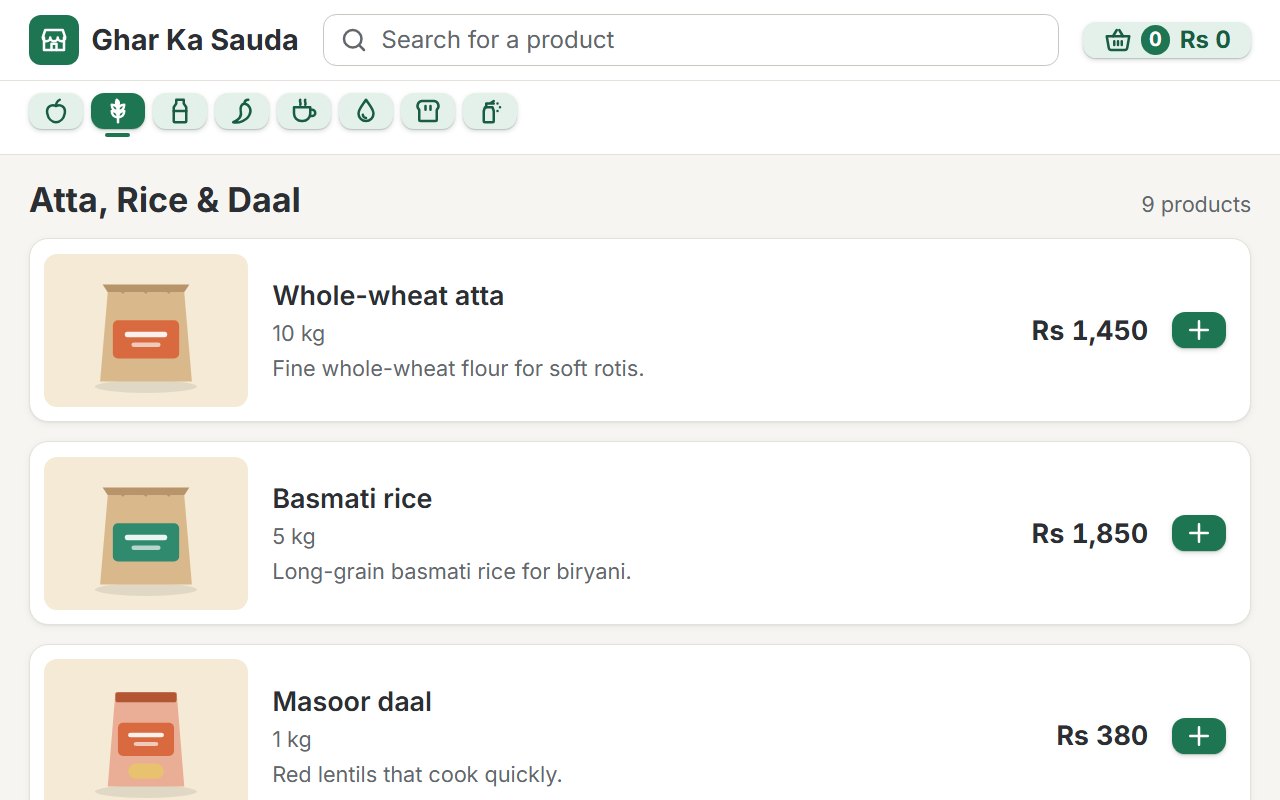 Ghar Ka Sauda
Search for a product
0 Rs 0
Atta, Rice & Daal
9 products
Whole-wheat atta
10 kg
Fine whole-wheat flour for soft rotis.
Rs 1,450
Basmati rice
5 kg
Long-grain basmati rice for biryani.
Rs 1,850
Masoor daal
1 kg
Red lentils that cook quickly.
Rs 380